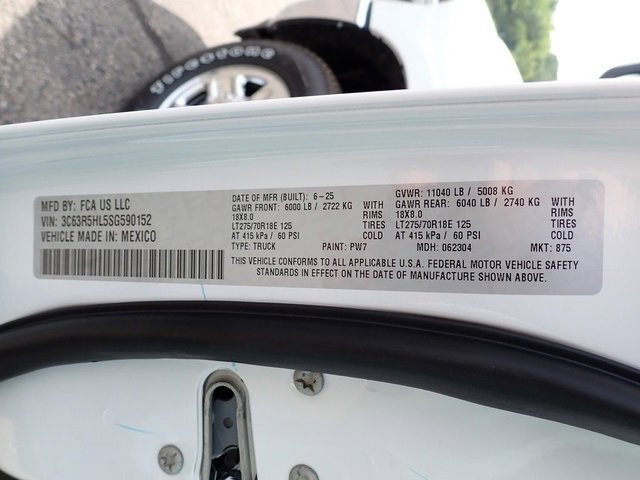 Firestone
MFD BY: FCA US LLC
VIN: 3C63R5HL5SG590152
VEHICLE MADE IN: MEXICO
DATE OF MFR (BUILT): 6-25
GAWR FRONT: 6000 LB / 2722 KG WITH
18X8.0 RIMS
LT275/70R18E 125 TIRES
AT 415 kPa / 60 PSI COLD
TYPE: TRUCK PAINT: PW7
GVWR: 11040 LB / 5008 KG
GAWR REAR: 6040 LB / 2740 KG WITH
18X8.0 RIMS
LT275/70R18E 125 TIRES
AT 415 kPa / 60 PSI COLD
MDH: 062304 MKT: 875
THIS VEHICLE CONFORMS TO ALL APPLICABLE U.S.A. FEDERAL MOTOR VEHICLE SAFETY
STANDARDS IN EFFECT ON THE DATE OF MANUFACTURE SHOWN ABOVE.